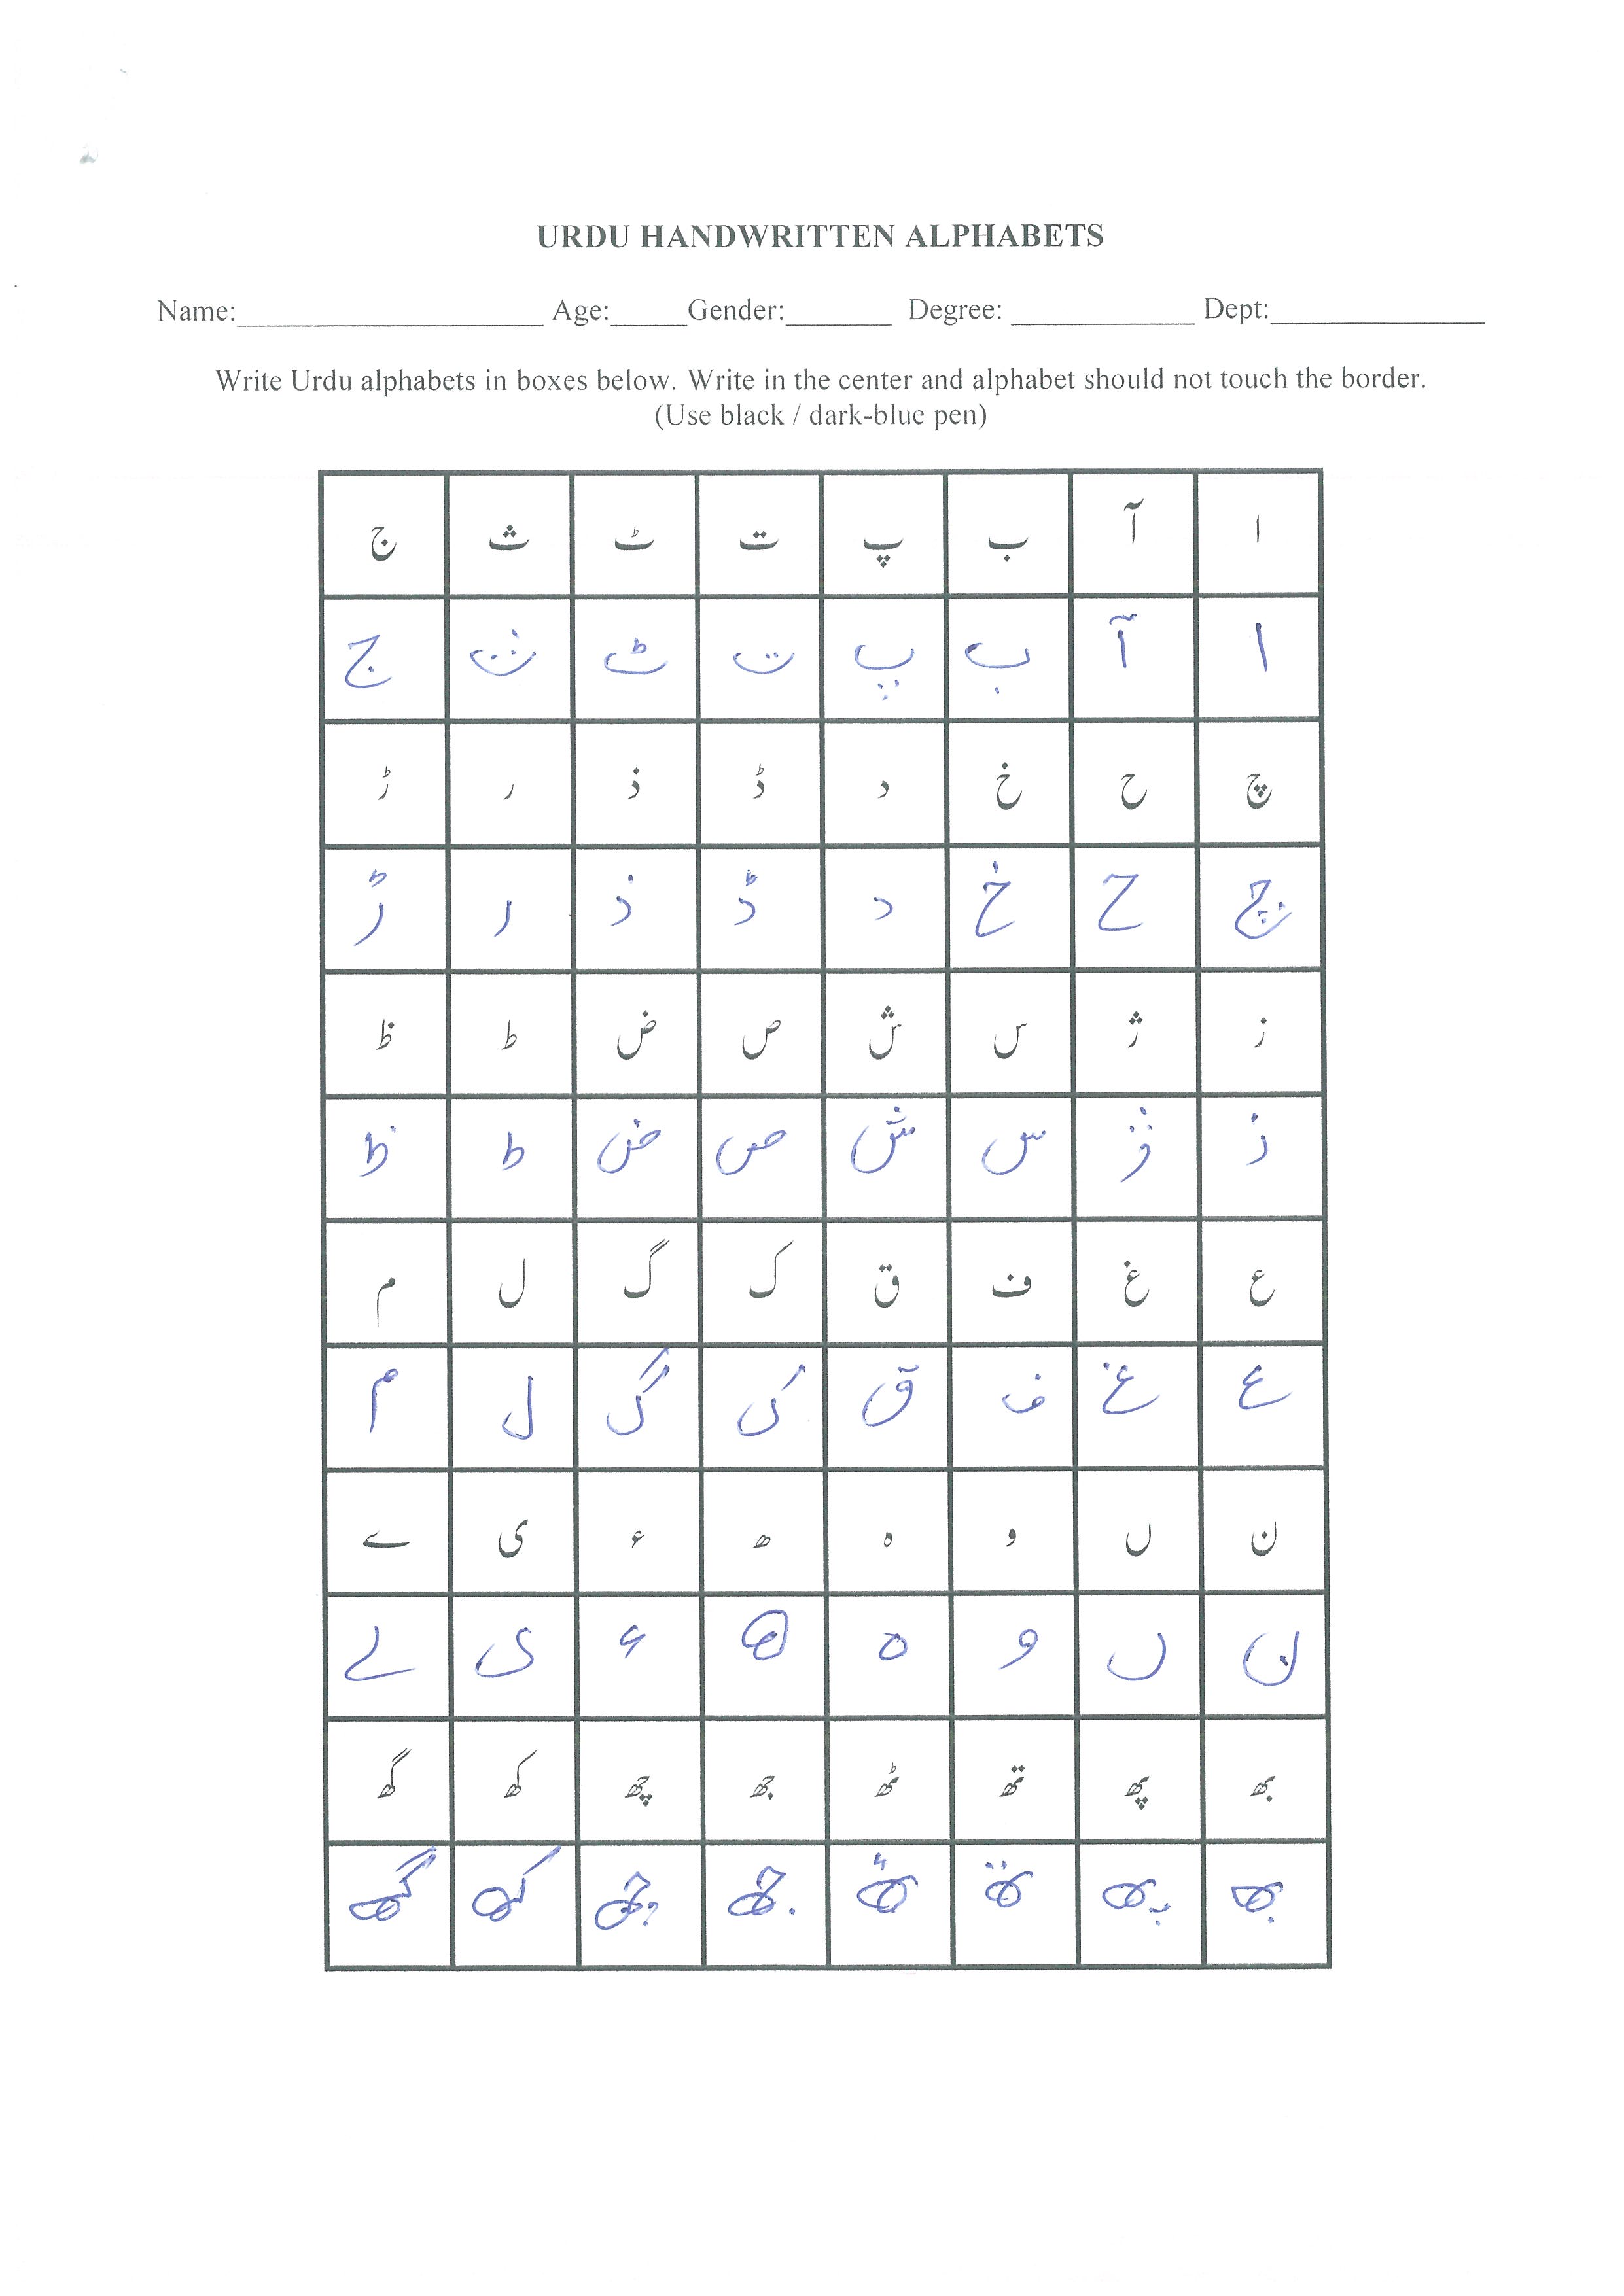 URDU HANDWRITTEN ALPHABETS
Name:____________________ Age:_____Gender:_______ Degree: ____________ Dept:______________
Write Urdu alphabets in boxes below. Write in the center and alphabet should not touch the border.
(Use black / dark-blue pen)
ا آ ب پ ت ٹ ث ج
ا آ ب پ ت ٹ ث ج
چ ح خ د ڈ ذ ر ڑ
چ ح خ د ڈ ذ ر ڑ
ز ژ س ش ص ض ط ظ
ز ژ س ش ص ض ط ظ
ع غ ف ق ک گ ل م
ع غ ف ق ک گ ل م
ن ں و ہ ھ ء ی ے
ن ں و ہ ھ ء ی ے
بھ پھ تھ ٹھ جھ چھ کھ گھ
بھ پھ تھ ٹھ جھ چھ کھ گھ